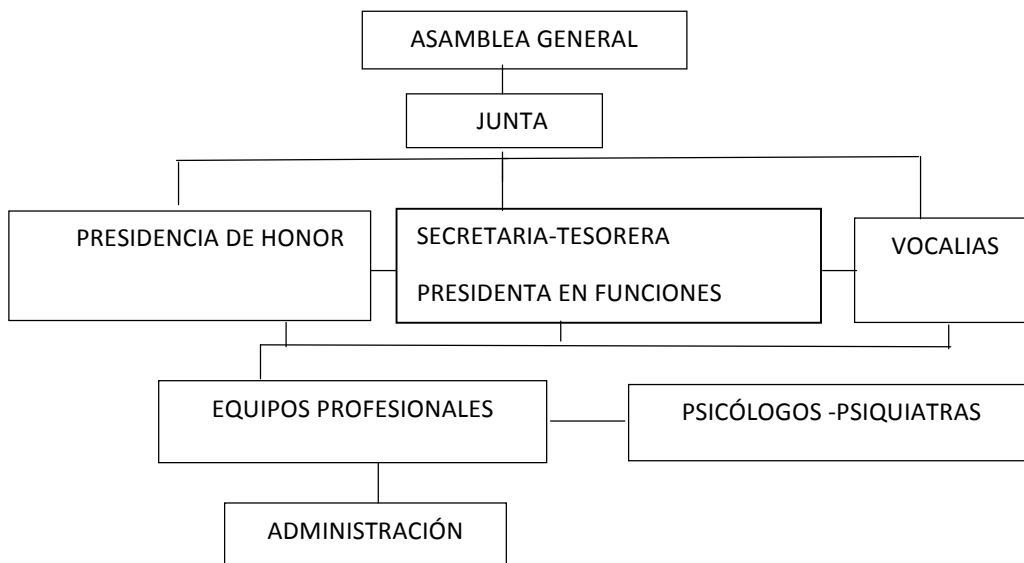 ASAMBLEA GENERAL
JUNTA
PRESIDENCIA DE HONOR
SECRETARIA-TESORERA
PRESIDENTA EN FUNCIONES
VOCALIAS
EQUIPOS PROFESIONALES
PSICÓLOGOS -PSIQUIATRAS
ADMINISTRACIÓN